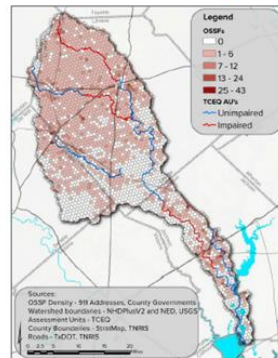 Fayette
Legend
OSSFs
0
1 - 6
7 - 12
13 - 24
25 - 43
TCEQ AU's
Unimpaired
Impaired
Sources:
OSSF Density - 911 Addresses, County Governments
Watershed boundaries - NHDPlusV2 and NED, USGS
Assessment Units - TCEQ
County Boundaries - StratMap, TNRIS
Roads - TxDOT, TNRIS
0 2.5 5 10 15 20
Miles